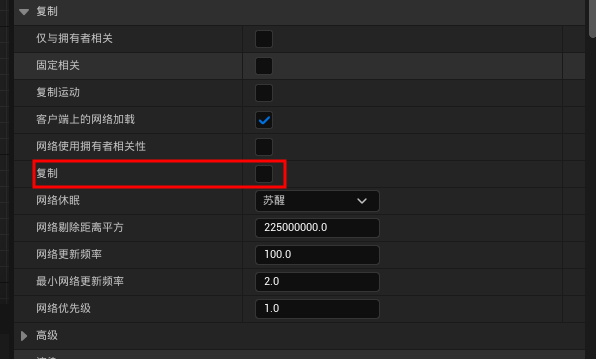 复制
仅与拥有者相关
固定相关
复制运动
客户端上的网络加载
网络使用拥有者相关性
复制
网络休眠 苏醒
网络剔除距离平方 225000000.0
网络更新频率 100.0
最小网络更新频率 2.0
网络优先级 1.0
高级